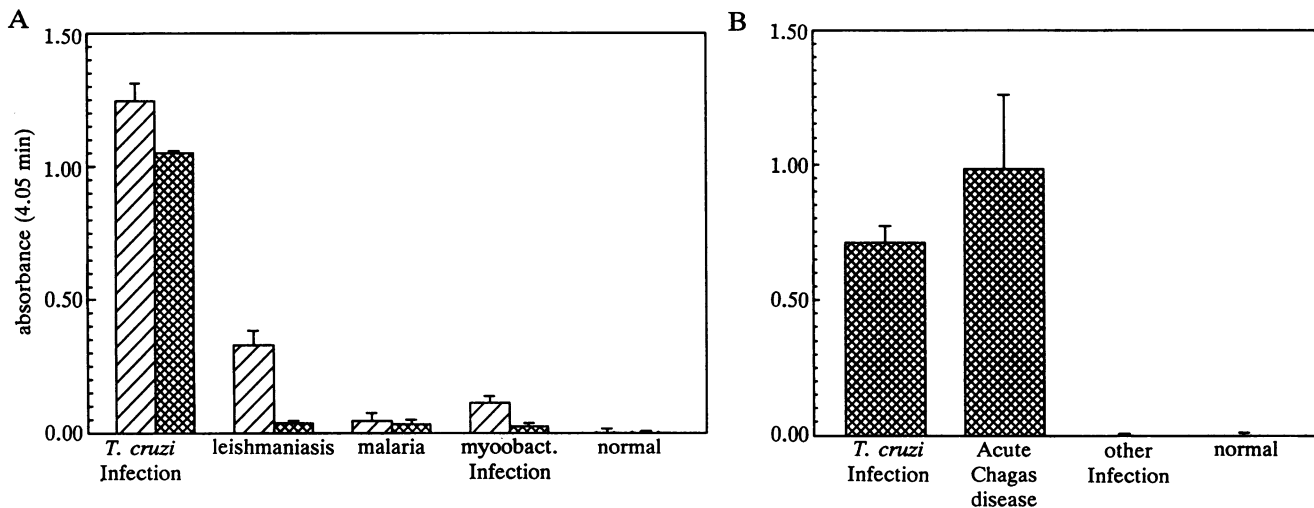 A
1.50
1.00
0.50
0.00
absorbance (4.05 min)
T. cruzi
Infection
leishmaniasis
malaria
myoobact.
Infection
normal
B
1.50
1.00
0.50
0.00
T. cruzi
Infection
Acute
Chagas
disease
other
Infection
normal